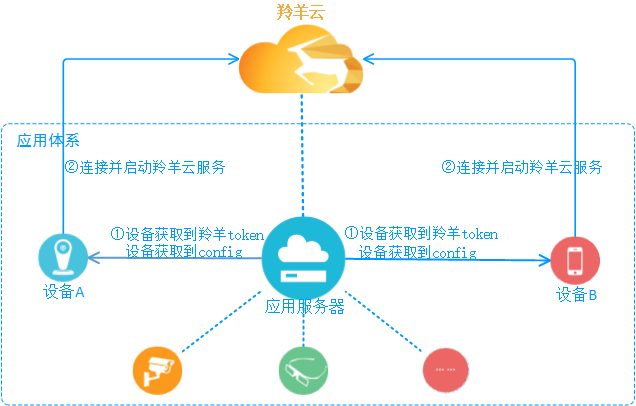 羚羊云
应用体系
②连接并启动羚羊云服务
②连接并启动羚羊云服务
①设备获取到羚羊token
设备获取到config
①设备获取到羚羊token
设备获取到config
设备A
应用服务器
设备B
……